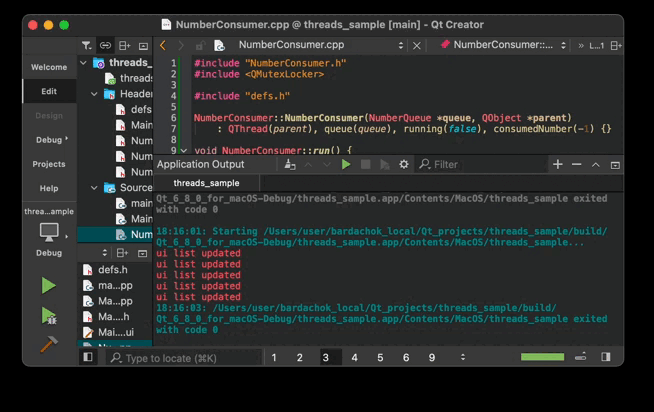 NumberConsumer.cpp @ threads_sample [main] - Qt Creator
NumberConsumer.cpp
NumberConsumer::...
» L...1
Welcome
Edit
Design
Debug
Projects
Help
threa...ample
Debug
threads_
threads
Header
defs
Main
Num
Num
Num
Source
main
Main
Num
defs.h
ma...pp
Ma...pp
Ma....h
Mai....ui
1 #include "NumberConsumer.h"
2 #include <QMutexLocker>
3
4 #include "defs.h"
5
6 NumberConsumer::NumberConsumer(NumberQueue *queue, QObject *parent)
7 : QThread(parent), queue(queue), running(false), consumedNumber(-1) {}
8
9 void NumberConsumer::run() {
Application Output
Filter
threads_sample
Qt_6_8_0_for_macOS-Debug/threads_sample.app/Contents/MacOS/threads_sample exited
with code 0
18:16:01: Starting /Users/user/bardachok_local/Qt_projects/threads_sample/build/
Qt_6_8_0_for_macOS-Debug/threads_sample.app/Contents/MacOS/threads_sample...
ui list updated
ui list updated
ui list updated
ui list updated
ui list updated
18:16:03: /Users/user/bardachok_local/Qt_projects/threads_sample/build/
Qt_6_8_0_for_macOS-Debug/threads_sample.app/Contents/MacOS/threads_sample exited
with code 0
Type to locate (⌘K)
1 2 3 4 5 6 9